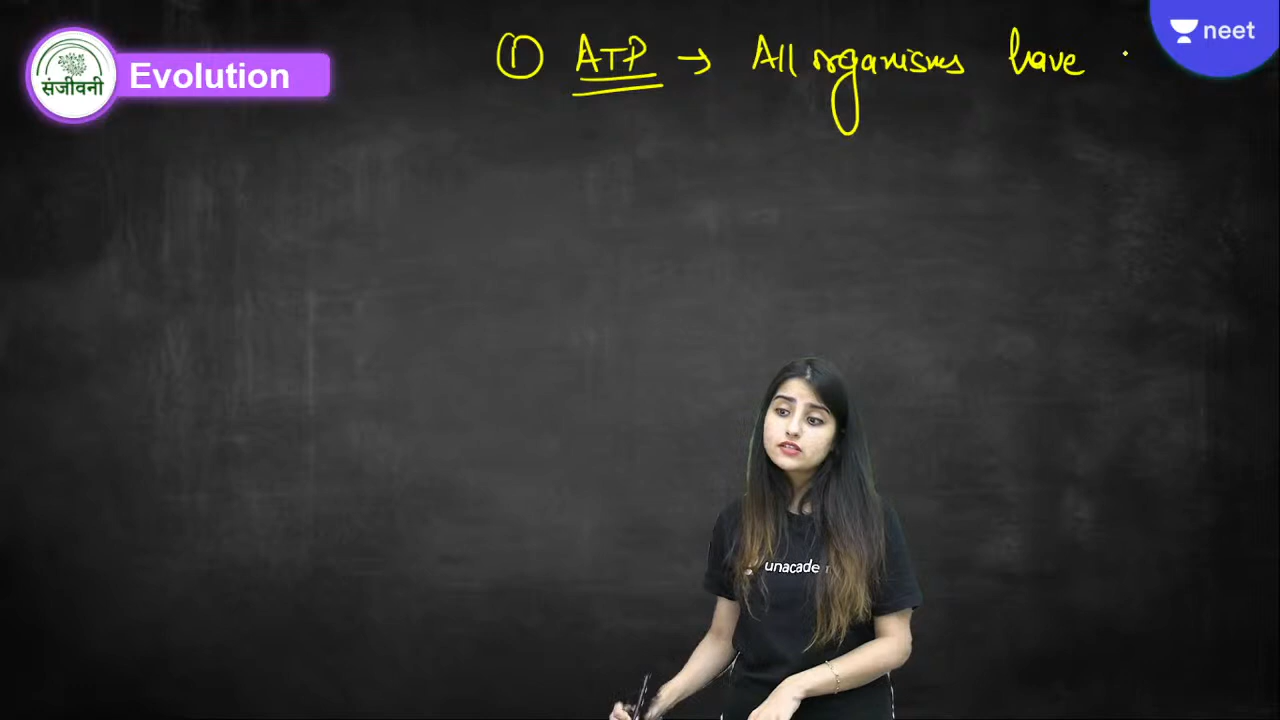 ① ATP → All organisms have
neet
संजीवनी
Evolution
unacade